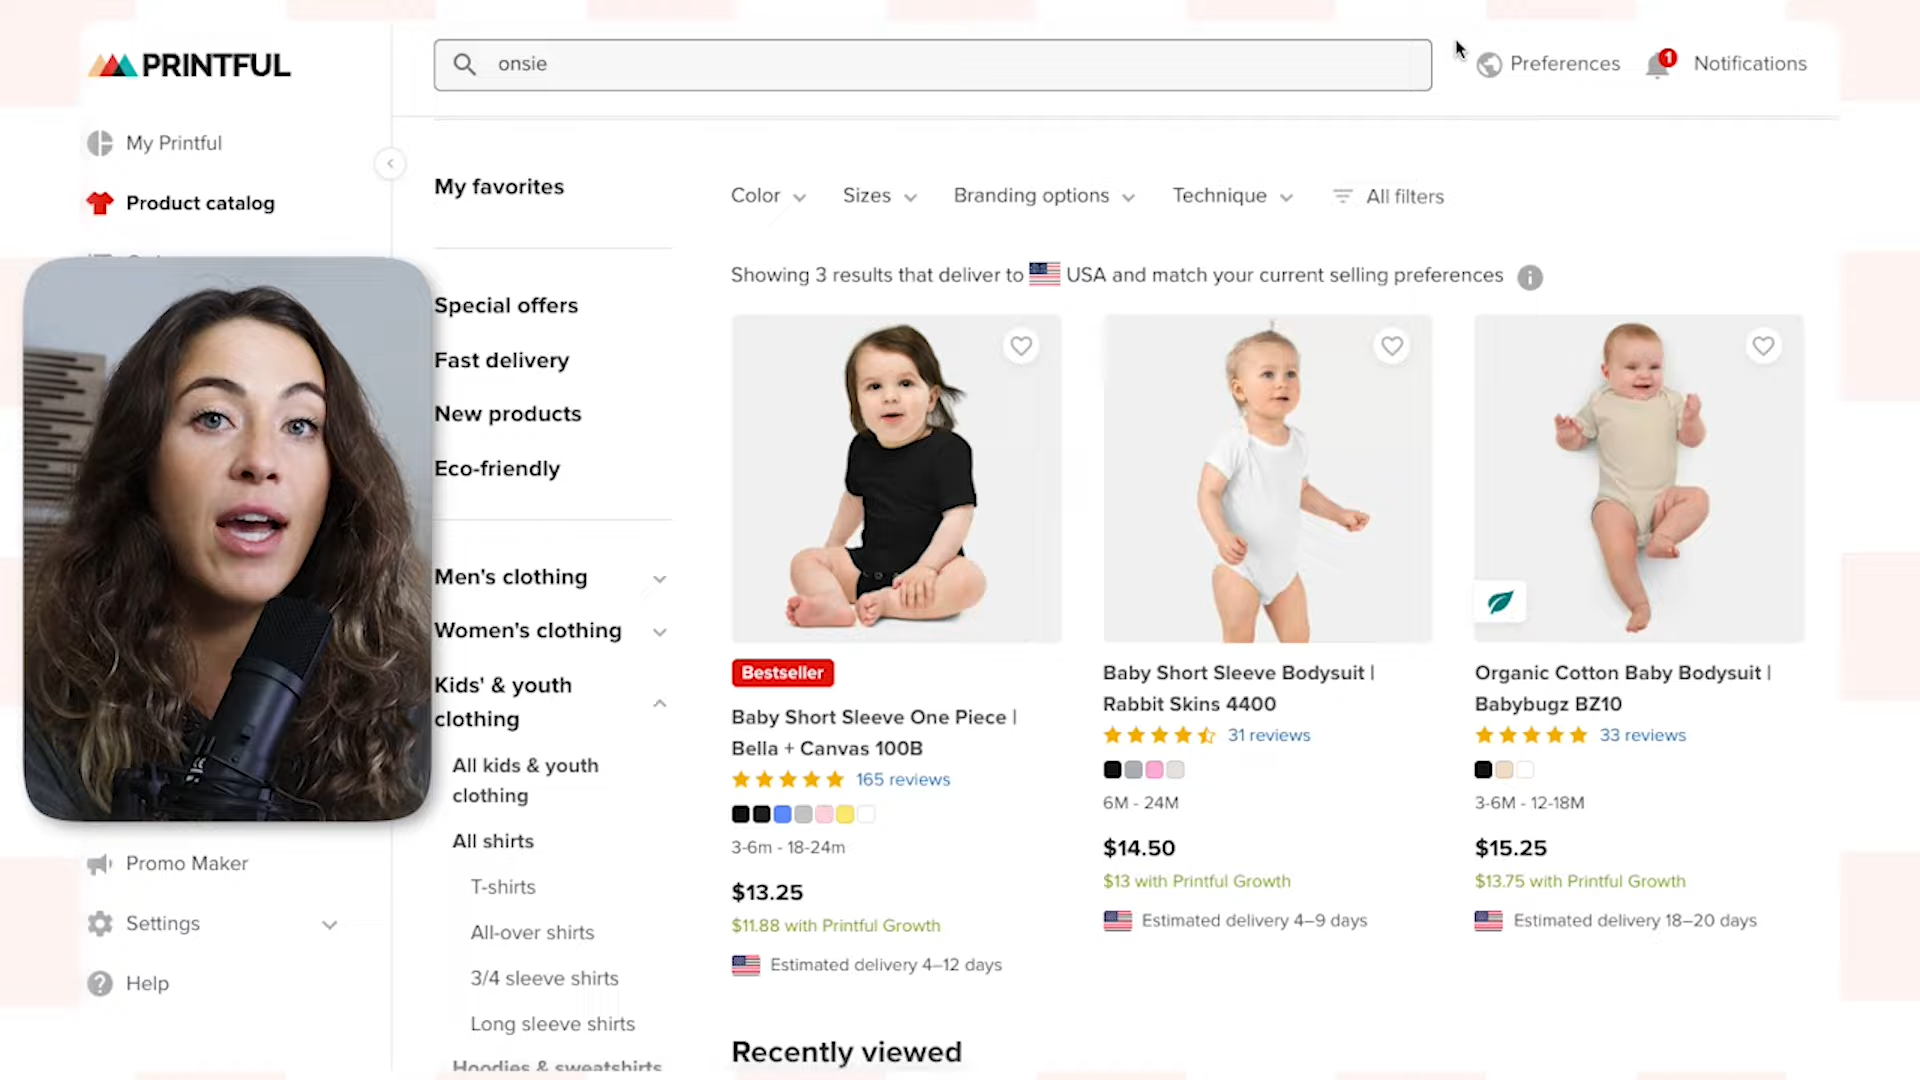 PRINTFUL
onsie
Preferences
1
Notifications
My Printful
Product catalog
Promo Maker
Settings
Help
My favorites
Special offers
Fast delivery
New products
Eco-friendly
Men's clothing
Women's clothing
Kids' & youth
clothing
All kids & youth
clothing
All shirts
T-shirts
All-over shirts
3/4 sleeve shirts
Long sleeve shirts
Hoodies & sweatshirts
Color
Sizes
Branding options
Technique
All filters
Showing 3 results that deliver to USA and match your current selling preferences
Bestseller
Baby Short Sleeve One Piece |
Bella + Canvas 100B
165 reviews
3-6m - 18-24m
$13.25
$11.88 with Printful Growth
Estimated delivery 4–12 days
Baby Short Sleeve Bodysuit |
Rabbit Skins 4400
31 reviews
6M - 24M
$14.50
$13 with Printful Growth
Estimated delivery 4–9 days
Organic Cotton Baby Bodysuit |
Babybugz BZ10
33 reviews
3-6M - 12-18M
$15.25
$13.75 with Printful Growth
Estimated delivery 18–20 days
Recently viewed